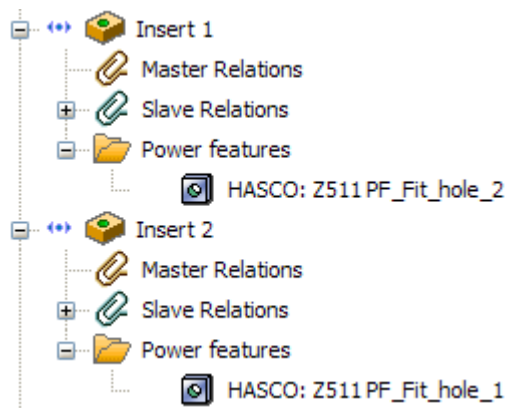 Insert 1
Master Relations
Slave Relations
Power features
HASCO: Z511 PF_Fit_hole_2
Insert 2
Master Relations
Slave Relations
Power features
HASCO: Z511 PF_Fit_hole_1